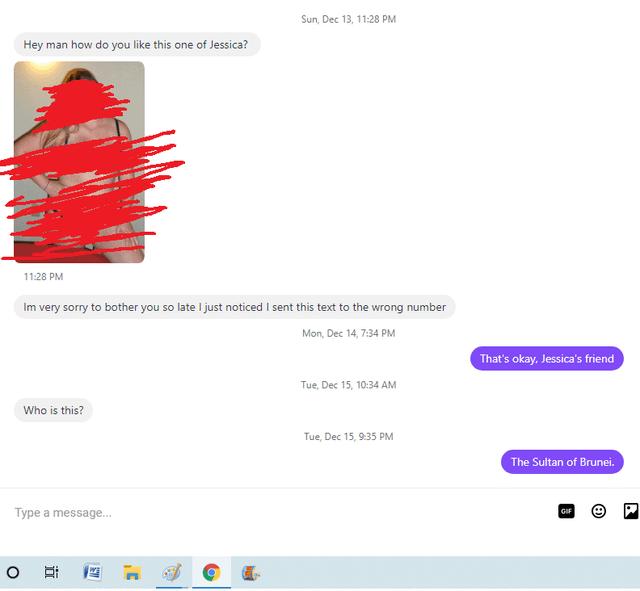 Sun, Dec 13, 11:28 PM
Hey man how do you like this one of Jessica?
11:28 PM
Im very sorry to bother you so late I just noticed I sent this text to the wrong number
Mon, Dec 14, 7:34 PM
That's okay, Jessica's friend
Tue, Dec 15, 10:34 AM
Who is this?
Tue, Dec 15, 9:35 PM
The Sultan of Brunei.
Type a message...
GIF